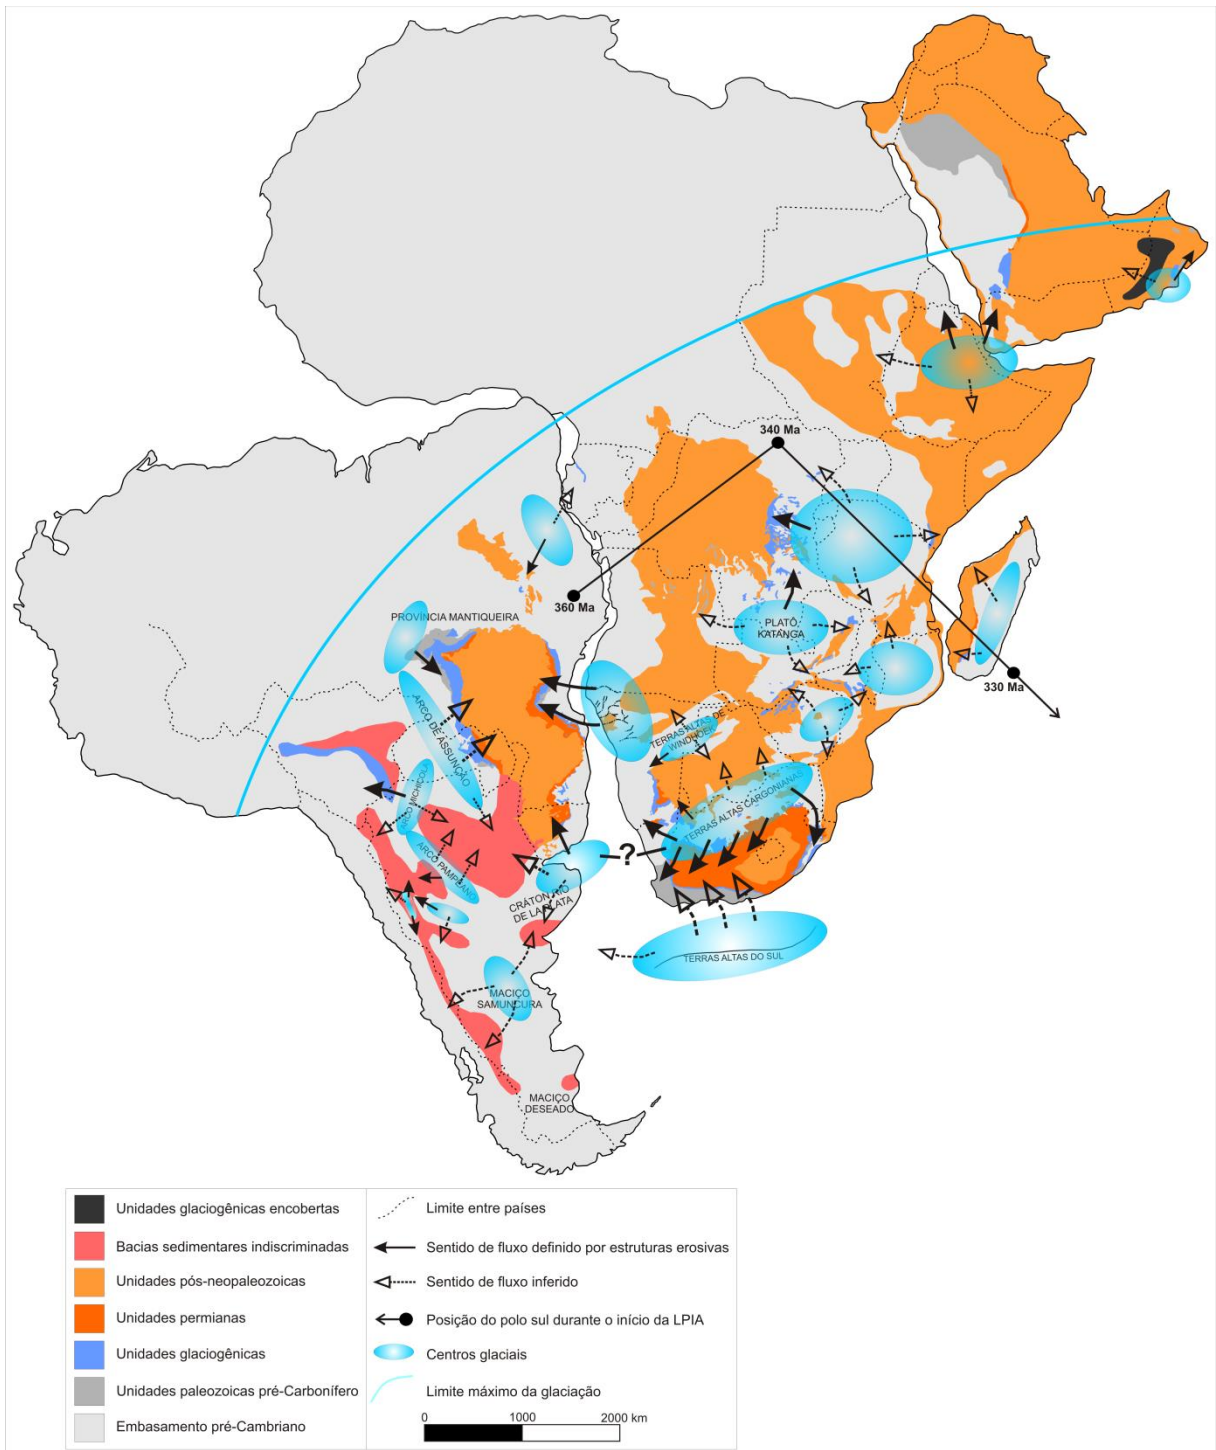 340 Ma
360 Ma
PROVÍNCIA MANTIQUEIRA
PLATÔ
KATANGA
330 Ma
ARCO DE ASSUNÇÃO
TERRAS ALTAS DE
WINDHOEK
ARCO MICHICOLA
TERRAS ALTAS CARGONIANAS
ARCO PAMPEANO
?
CRÁTON RIO
DE LA PLATA
TERRAS ALTAS DO SUL
MACIÇO
SAMUNCURA
MACIÇO
DESEADO
Unidades glaciogênicas encobertas
Bacias sedimentares indiscriminadas
Unidades pós-neopaleozoicas
Unidades permianas
Unidades glaciogênicas
Unidades paleozoicas pré-Carbonífero
Embasamento pré-Cambriano
Limite entre países
Sentido de fluxo definido por estruturas erosivas
Sentido de fluxo inferido
Posição do polo sul durante o início da LPIA
Centros glaciais
Limite máximo da glaciação
0 1000 2000 km